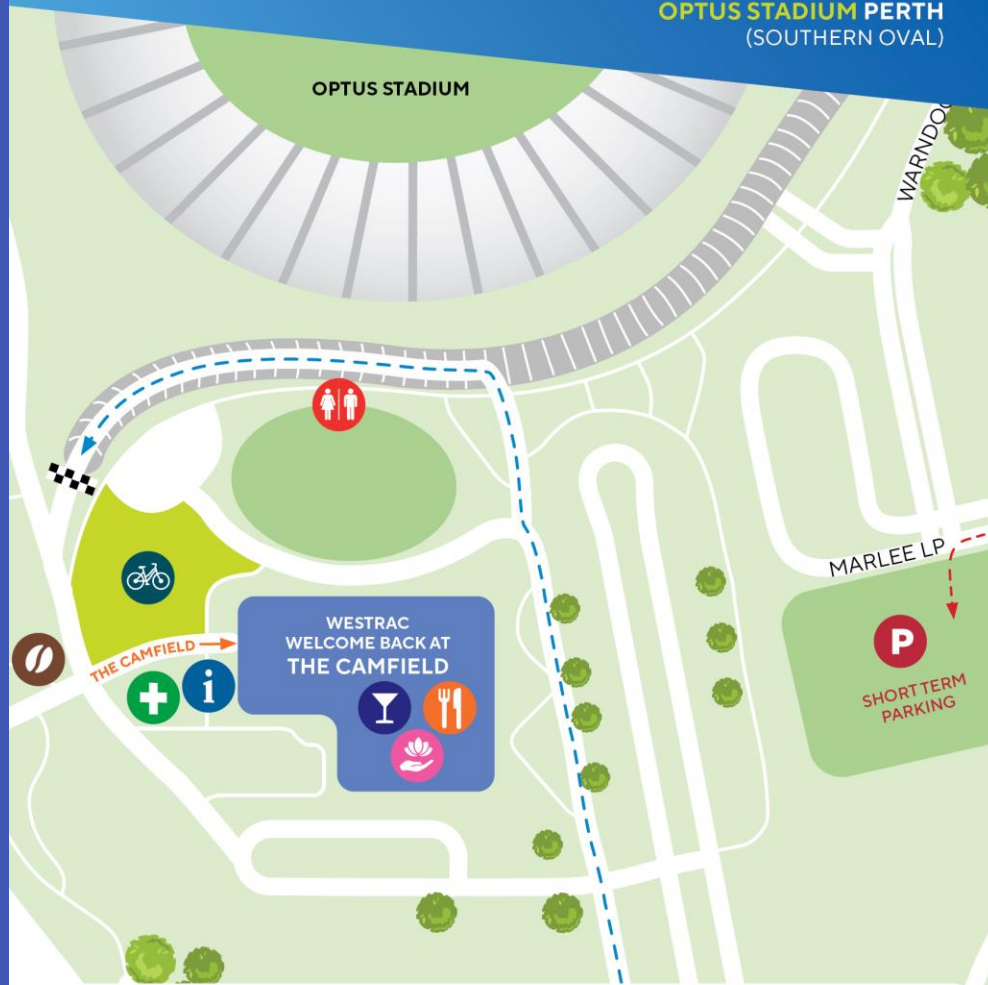 OPTUS STADIUM PERTH
(SOUTHERN OVAL)
OPTUS STADIUM
MARLEE LP
WESTRAC
WELCOME BACK AT
THE CAMFIELD
THE CAMFIELD
i
P
SHORT TERM
PARKING